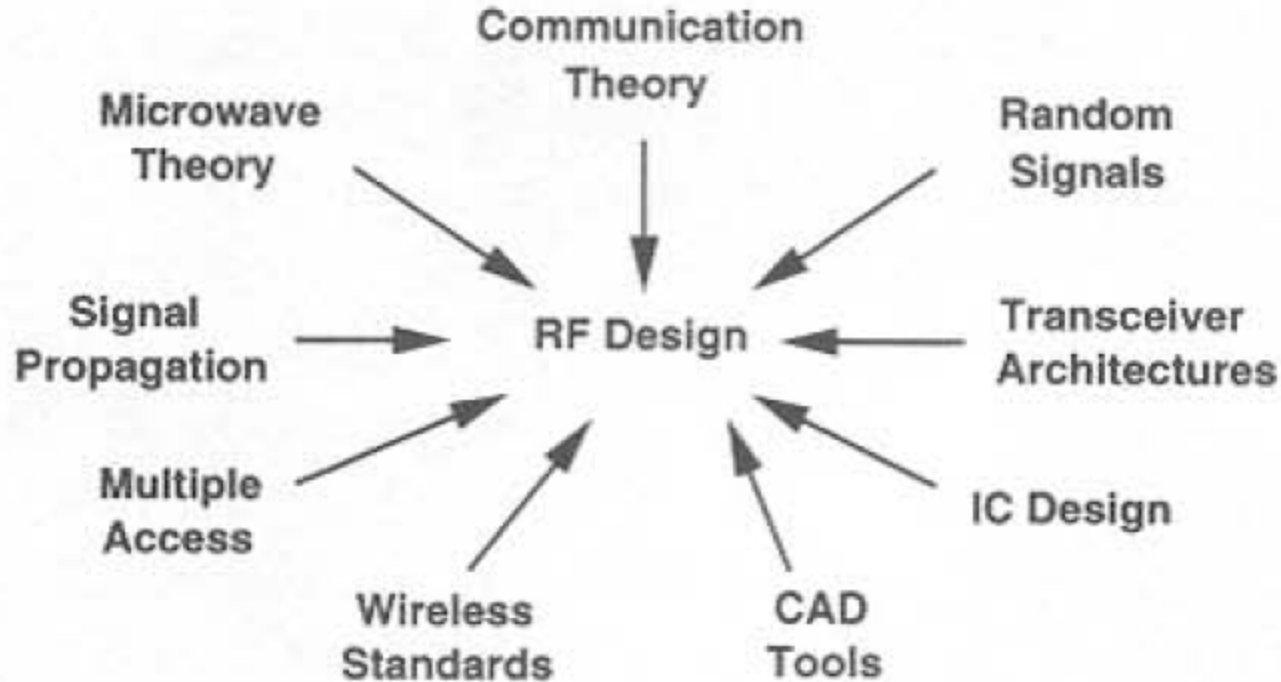 Communication
Theory
Microwave
Theory
Random
Signals
Signal
Propagation
RF Design
Transceiver
Architectures
Multiple
Access
IC Design
Wireless
Standards
CAD
Tools